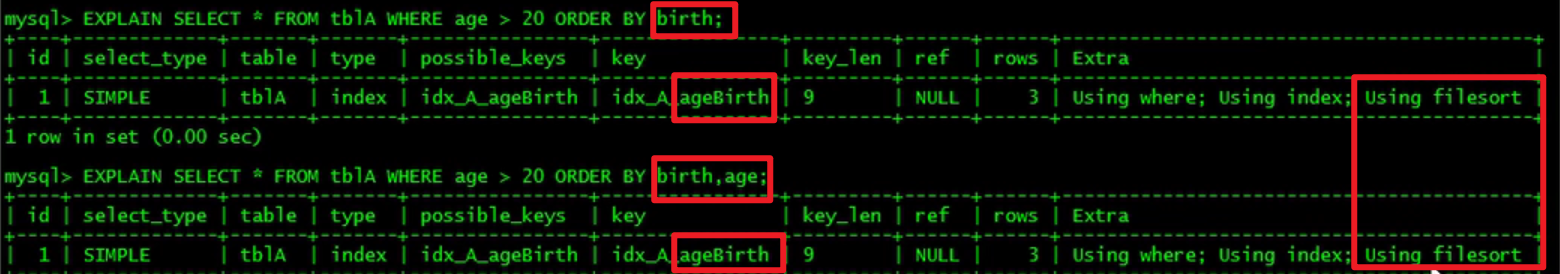 mysql> EXPLAIN SELECT * FROM tblA WHERE age > 20 ORDER BY birth;
| id | select_type | table | type | possible_keys | key | key_len | ref | rows | Extra |
| 1 | SIMPLE | tblA | index | idx_A_ageBirth | idx_A_ageBirth | 9 | NULL | 3 | Using where; Using index; Using filesort |
1 row in set (0.00 sec)
mysql> EXPLAIN SELECT * FROM tblA WHERE age > 20 ORDER BY birth,age;
| id | select_type | table | type | possible_keys | key | key_len | ref | rows | Extra |
| 1 | SIMPLE | tblA | index | idx_A_ageBirth | idx_A_ageBirth | 9 | NULL | 3 | Using where; Using index; Using filesort |